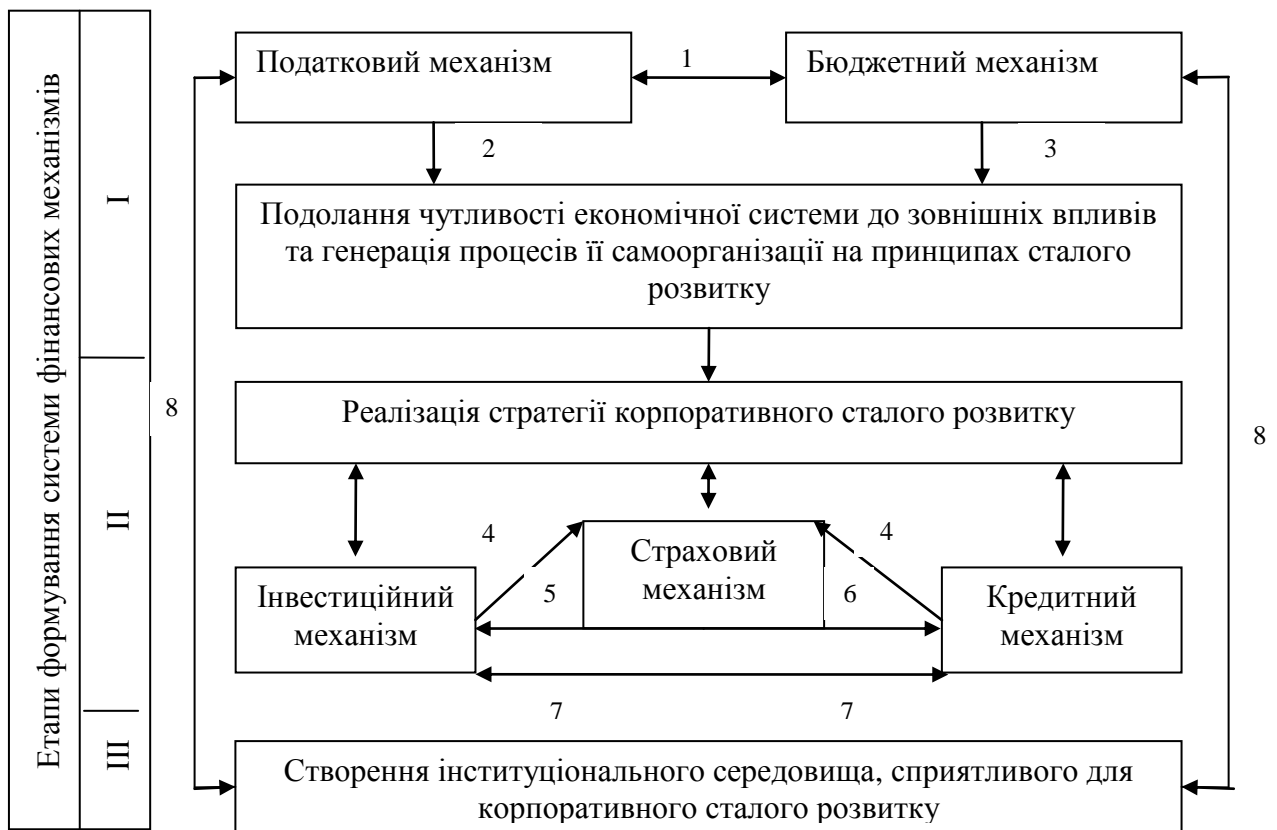 Етапи формування системи фінансових механізмів
I
II
III
Податковий механізм
1
Бюджетний механізм
2
3
Подолання чутливості економічної системи до зовнішніх впливів
та генерація процесів її самоорганізації на принципах сталого
розвитку
8
Реалізація стратегії корпоративного сталого розвитку
8
4
4
Страховий
механізм
5
6
Інвестиційний
механізм
Кредитний
механізм
7
7
Створення інституціонального середовища, сприятливого для
корпоративного сталого розвитку